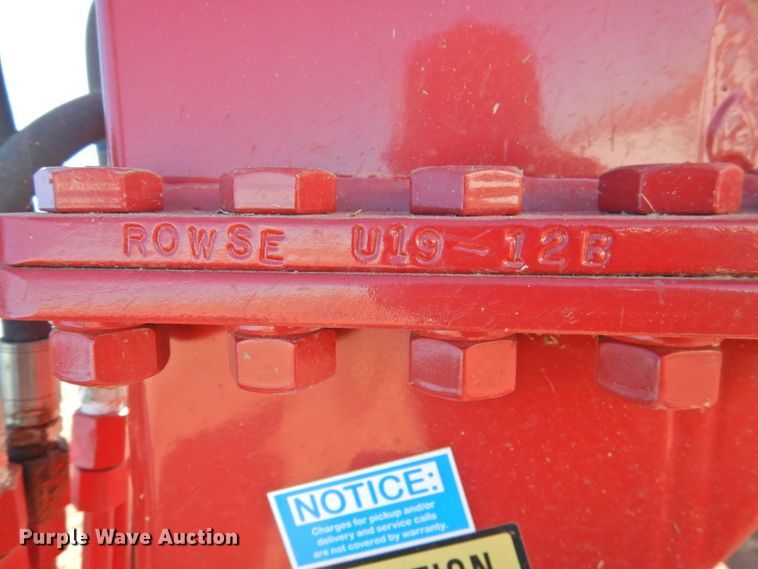 ROWSE U19-12B
NOTICE:
Charges for pickup and/or
delivery and service calls
are not covered by warranty.
Purple Wave Auction